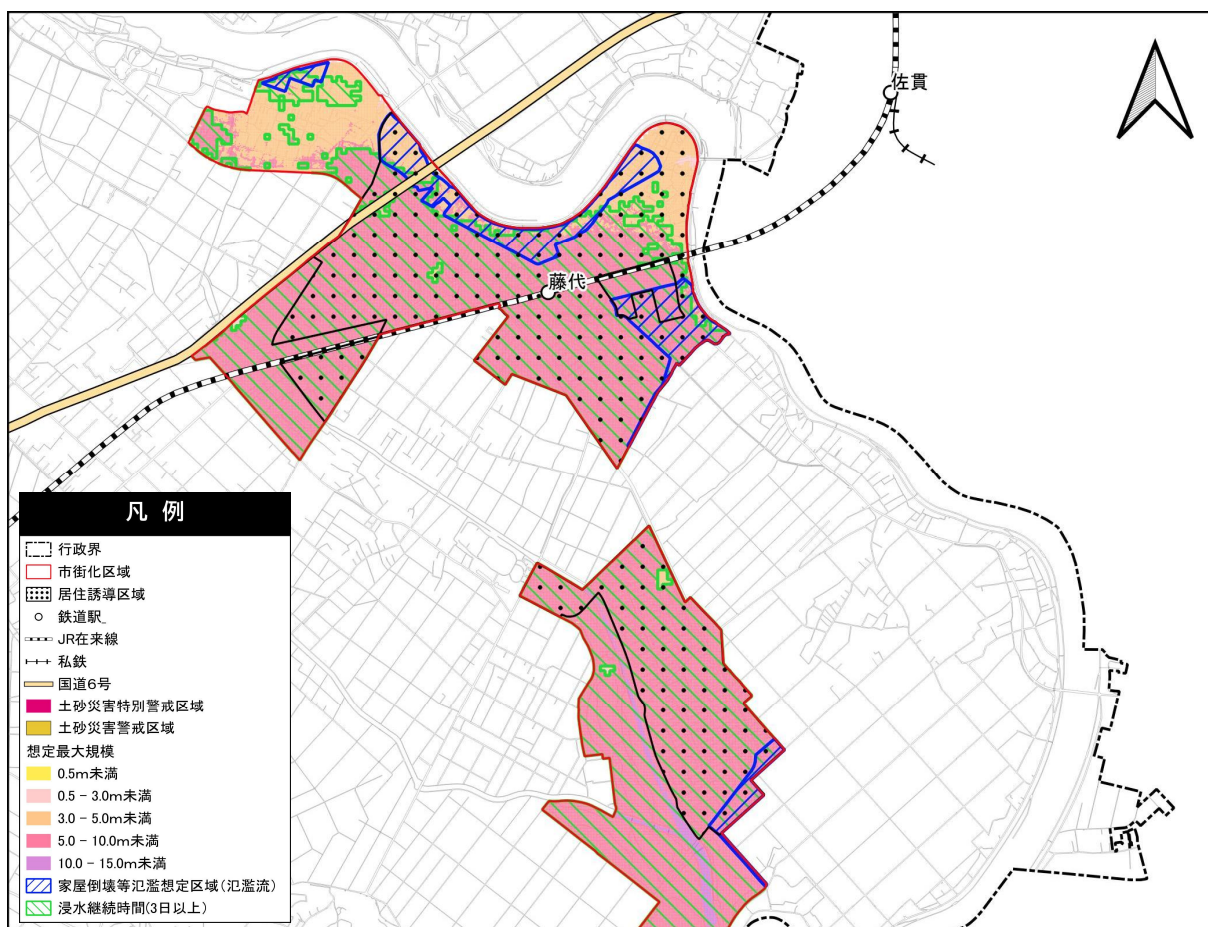 佐貫
藤代
凡 例
行政界
市街化区域
居住誘導区域
鉄道駅_
JR在来線
私鉄
国道6号
土砂災害特別警戒区域
土砂災害警戒区域
想定最大規模
0.5m未満
0.5 - 3.0m未満
3.0 - 5.0m未満
5.0 - 10.0m未満
10.0 - 15.0m未満
家屋倒壊等氾濫想定区域(氾濫流)
浸水継続時間(3日以上)